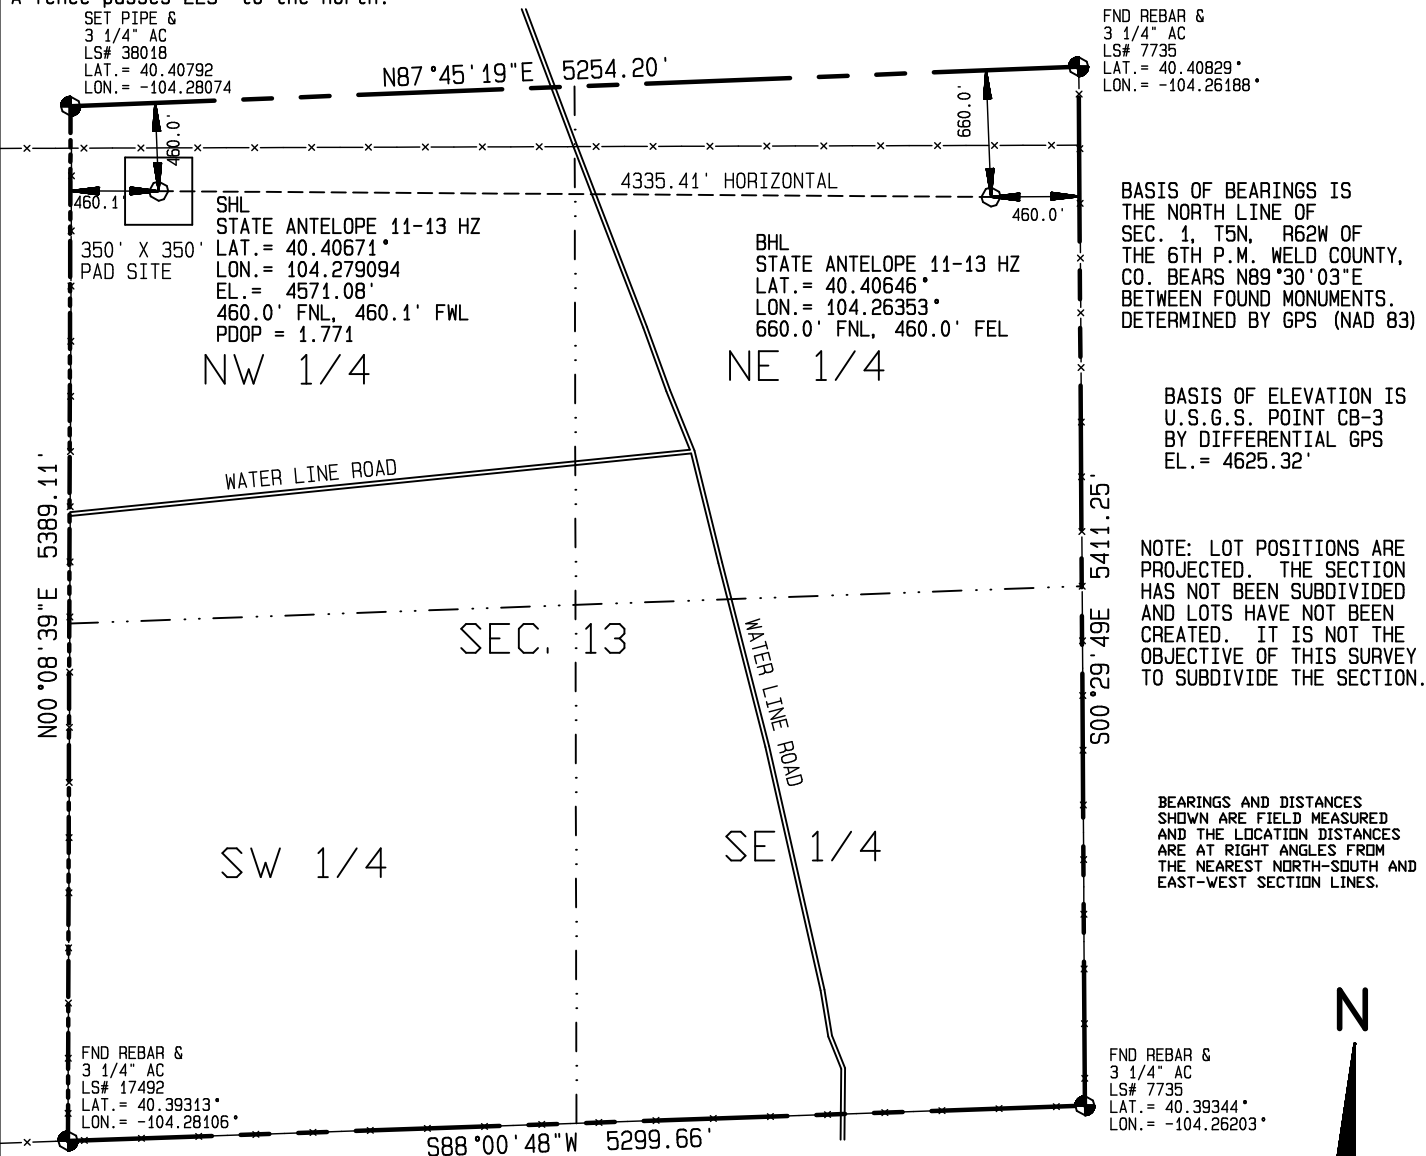 to the north.
SET PIPE &
3 1/4" AC
LS# 38018
LAT.= 40.40792
LON.= -104.28074
N87°45'19"E 5254.20'
FND REBAR &
3 1/4" AC
LS# 7735
LAT.= 40.40829°
LON.= -104.26188°
460.0'
660.0'
460.1'
4335.41' HORIZONTAL
460.0'
350' X 350'
PAD SITE
SHL
STATE ANTELOPE 11-13 HZ
LAT.= 40.40671°
LON.= 104.279094
EL.= 4571.08'
460.0' FNL, 460.1' FWL
PDOP = 1.771
BHL
STATE ANTELOPE 11-13 HZ
LAT.= 40.40646°
LON.= 104.26353°
660.0' FNL, 460.0' FEL
BASIS OF BEARINGS IS
THE NORTH LINE OF
SEC. 1, T5N, R62W OF
THE 6TH P.M. WELD COUNTY,
CO. BEARS N89°30'03"E
BETWEEN FOUND MONUMENTS.
DETERMINED BY GPS (NAD 83)
NW 1/4
NE 1/4
BASIS OF ELEVATION IS
U.S.G.S. POINT CB-3
BY DIFFERENTIAL GPS
EL.= 4625.32'
WATER LINE ROAD
N00°08'39"E 5389.11'
S00°29'49E 5411.25'
NOTE: LOT POSITIONS ARE
PROJECTED. THE SECTION
HAS NOT BEEN SUBDIVIDED
AND LOTS HAVE NOT BEEN
CREATED. IT IS NOT THE
OBJECTIVE OF THIS SURVEY
TO SUBDIVIDE THE SECTION.
SEC. 13
WATER LINE ROAD
BEARINGS AND DISTANCES
SHOWN ARE FIELD MEASURED
AND THE LOCATION DISTANCES
ARE AT RIGHT ANGLES FROM
THE NEAREST NORTH-SOUTH AND
EAST-WEST SECTION LINES.
SW 1/4
SE 1/4
N
FND REBAR &
3 1/4" AC
LS# 17492
LAT.= 40.39313°
LON.= -104.28106°
S88°00'48"W 5299.66'
FND REBAR &
3 1/4" AC
LS# 7735
LAT.= 40.39344°
LON.= -104.26203°